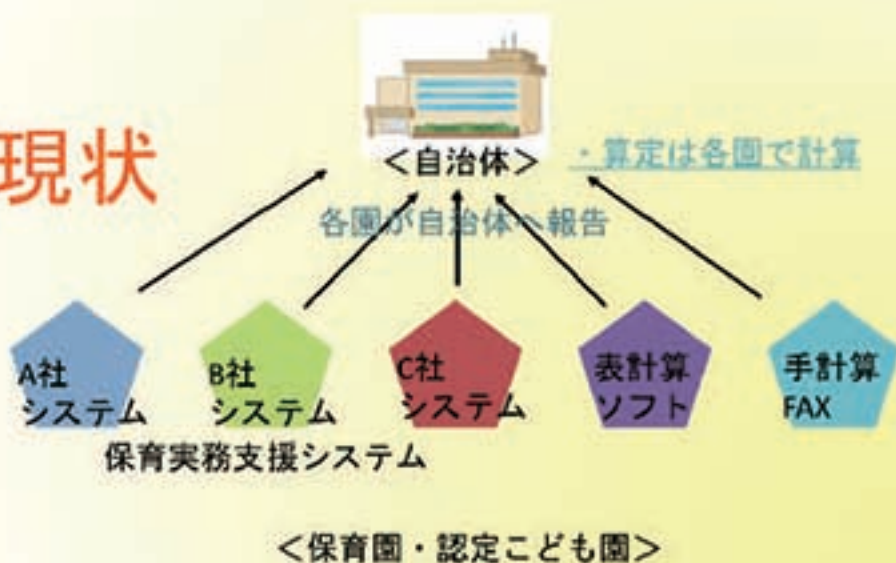 現状
＜自治体＞
・算定は各園で計算
各園が自治体へ報告
A社
システム
B社
システム
C社
システム
表計算
ソフト
手計算
FAX
保育実務支援システム
＜保育園・認定こども園＞